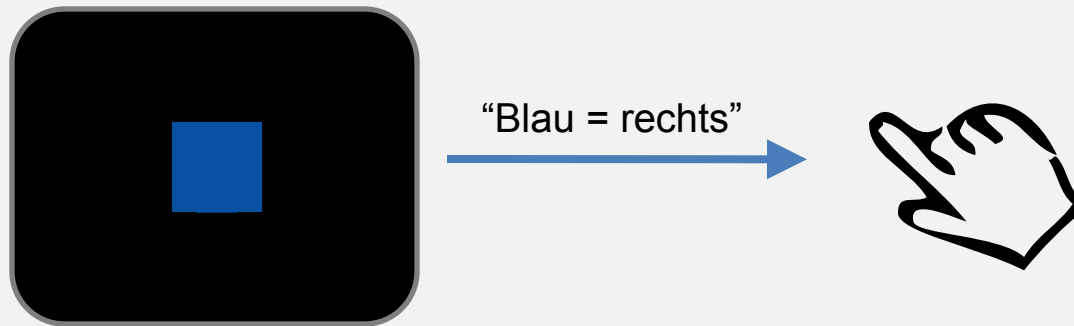 “Blau = rechts”